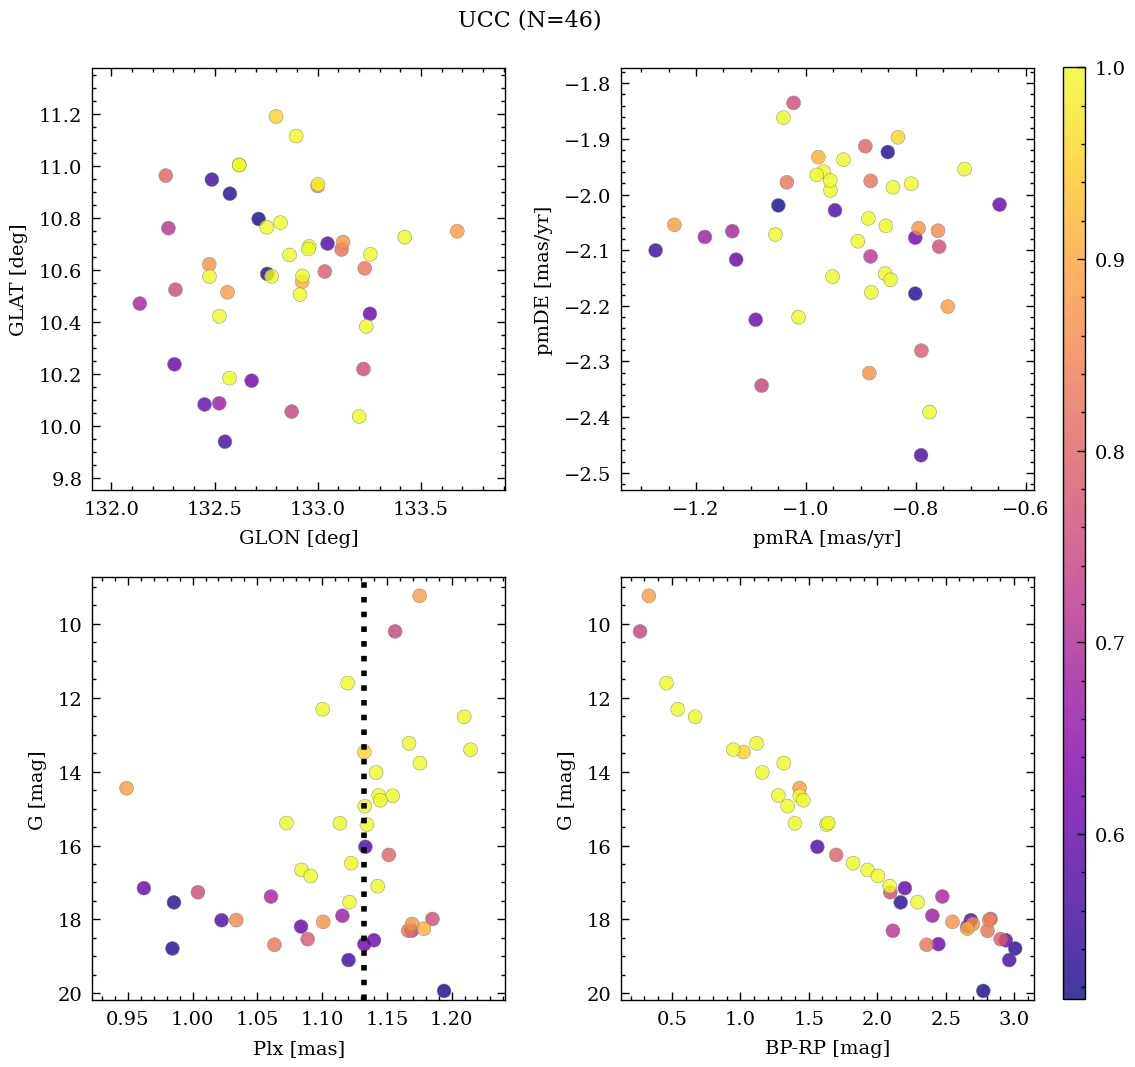 UCC (N=46)
11.2
11.0
10.8
10.6
10.4
10.2
10.0
9.8
GLAT [deg]
132.0 132.5 133.0 133.5
GLON [deg]
−1.8
−1.9
−2.0
−2.1
−2.2
−2.3
−2.4
−2.5
pmDE [mas/yr]
−1.2 −1.0 −0.8 −0.6
pmRA [mas/yr]
10
12
14
16
18
20
G [mag]
0.95 1.00 1.05 1.10 1.15 1.20
Plx [mas]
10
12
14
16
18
20
G [mag]
0.5 1.0 1.5 2.0 2.5 3.0
BP-RP [mag]
1.0
0.9
0.8
0.7
0.6